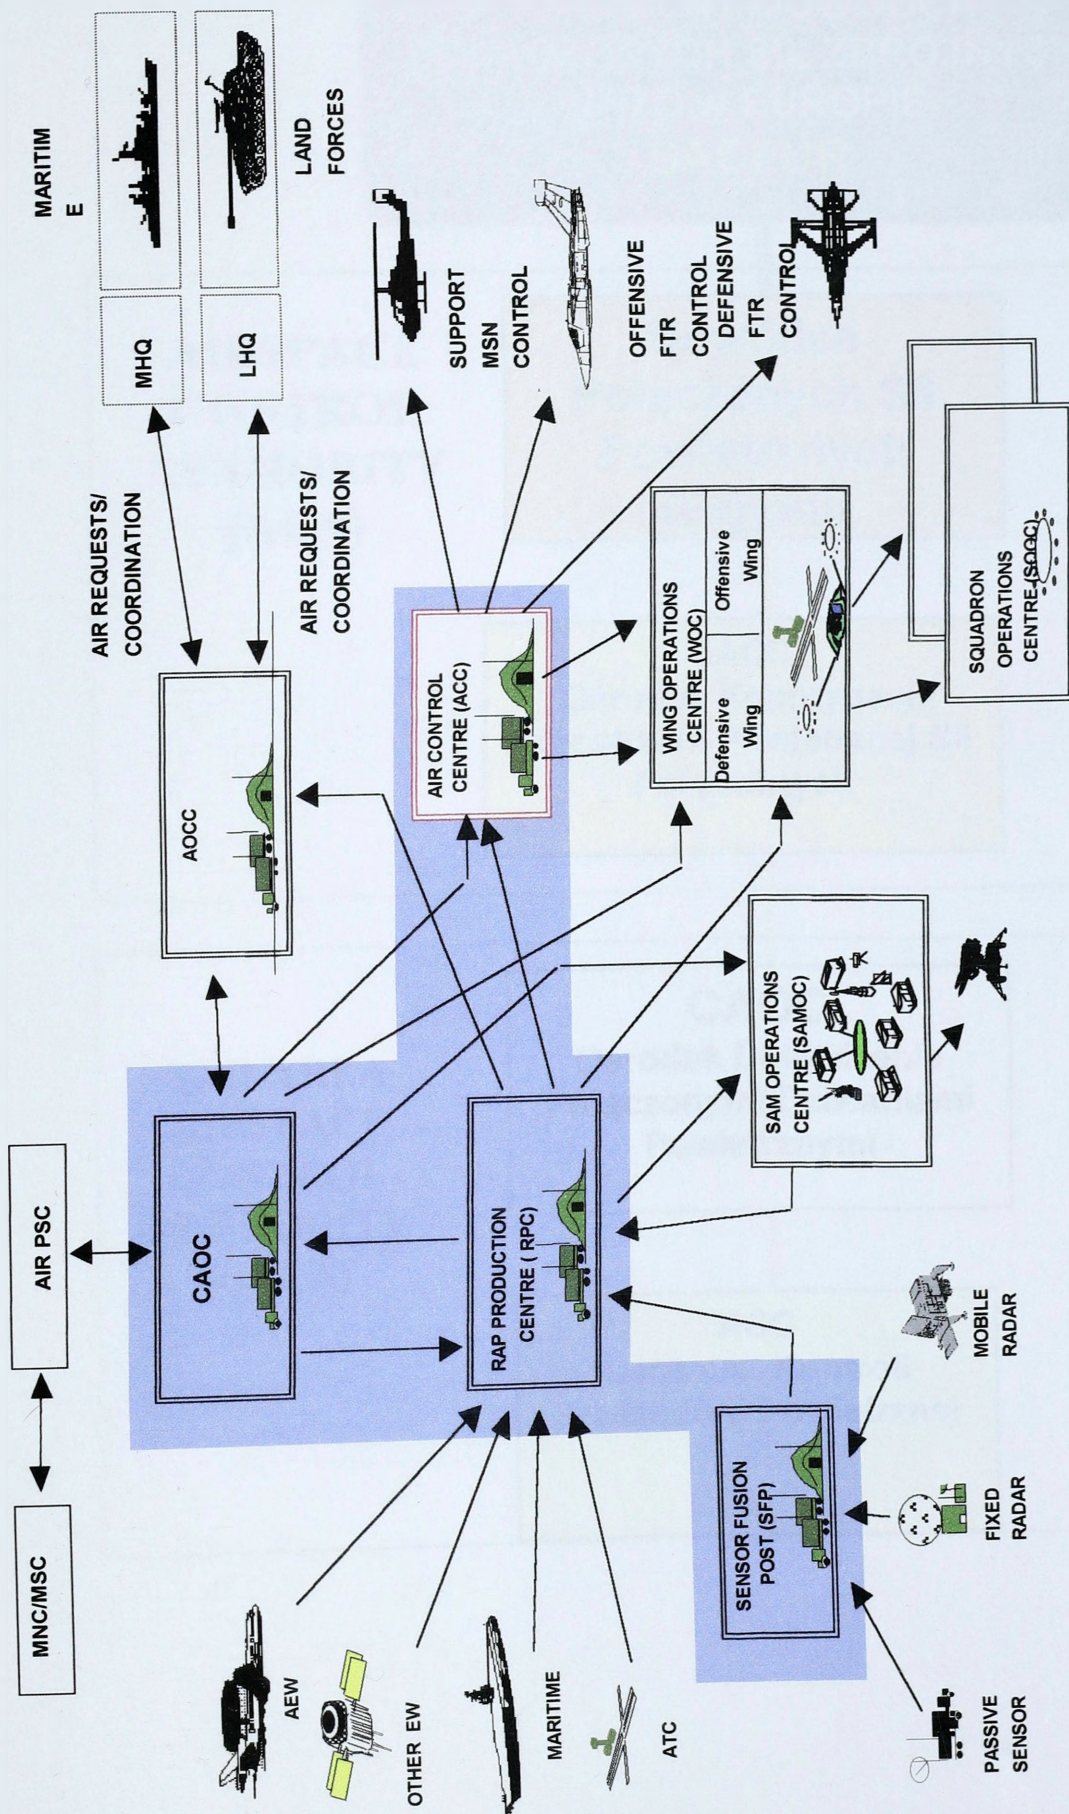 MNC/MSC
AIR PSC
MARITIM
E
MHQ
LHQ
LAND
FORCES
AIR REQUESTS/
COORDINATION
AIR REQUESTS/
COORDINATION
AOCC
CAOC
AEW
OTHER EW
MARITIME
ATC
RAP PRODUCTION
CENTRE ( RPC)
AIR CONTROL
CENTRE (ACC)
SUPPORT
MSN
CONTROL
OFFENSIVE
FTR
CONTROL
DEFENSIVE
FTR
CONTROL
SENSOR FUSION
POST (SFP)
SAM OPERATIONS
CENTRE (SAMOC)
WING OPERATIONS
CENTRE (WOC)
Defensive
Wing
Offensive
Wing
SQUADRON
OPERATIONS
CENTRE (SQOC)
PASSIVE
SENSOR
FIXED
RADAR
MOBILE
RADAR